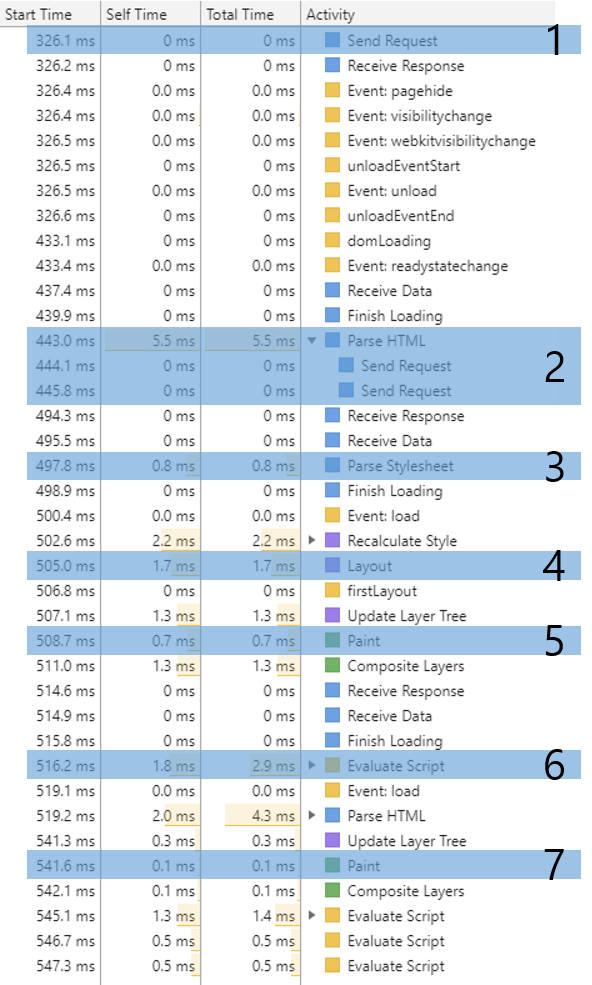 Start Time Self Time Total Time Activity
326.1 ms 0 ms 0 ms Send Request 1
326.2 ms 0 ms 0 ms Receive Response
326.4 ms 0.0 ms 0.0 ms Event: pagehide
326.4 ms 0.0 ms 0.0 ms Event: visibilitychange
326.5 ms 0.0 ms 0.0 ms Event: webkitvisibilitychange
326.5 ms 0 ms 0 ms unloadEventStart
326.5 ms 0.0 ms 0.0 ms Event: unload
326.6 ms 0 ms 0 ms unloadEventEnd
433.1 ms 0 ms 0 ms domLoading
433.4 ms 0.0 ms 0.0 ms Event: readystatechange
437.4 ms 0 ms 0 ms Receive Data
439.9 ms 0 ms 0 ms Finish Loading
443.0 ms 5.5 ms 5.5 ms Parse HTML
444.1 ms 0 ms 0 ms Send Request 2
445.8 ms 0 ms 0 ms Send Request
494.3 ms 0 ms 0 ms Receive Response
495.5 ms 0 ms 0 ms Receive Data
497.8 ms 0.8 ms 0.8 ms Parse Stylesheet 3
498.9 ms 0 ms 0 ms Finish Loading
500.4 ms 0.0 ms 0.0 ms Event: load
502.6 ms 2.2 ms 2.2 ms Recalculate Style
505.0 ms 1.7 ms 1.7 ms Layout 4
506.8 ms 0 ms 0 ms firstLayout
507.1 ms 1.3 ms 1.3 ms Update Layer Tree
508.7 ms 0.7 ms 0.7 ms Paint 5
511.0 ms 1.3 ms 1.3 ms Composite Layers
514.6 ms 0 ms 0 ms Receive Response
514.9 ms 0 ms 0 ms Receive Data
515.8 ms 0 ms 0 ms Finish Loading
516.2 ms 1.8 ms 2.9 ms Evaluate Script 6
519.1 ms 0.0 ms 0.0 ms Event: load
519.2 ms 2.0 ms 4.3 ms Parse HTML
541.3 ms 0.3 ms 0.3 ms Update Layer Tree
541.6 ms 0.1 ms 0.1 ms Paint 7
542.1 ms 0.1 ms 0.1 ms Composite Layers
545.1 ms 1.3 ms 1.4 ms Evaluate Script
546.7 ms 0.5 ms 0.5 ms Evaluate Script
547.3 ms 0.5 ms 0.5 ms Evaluate Script